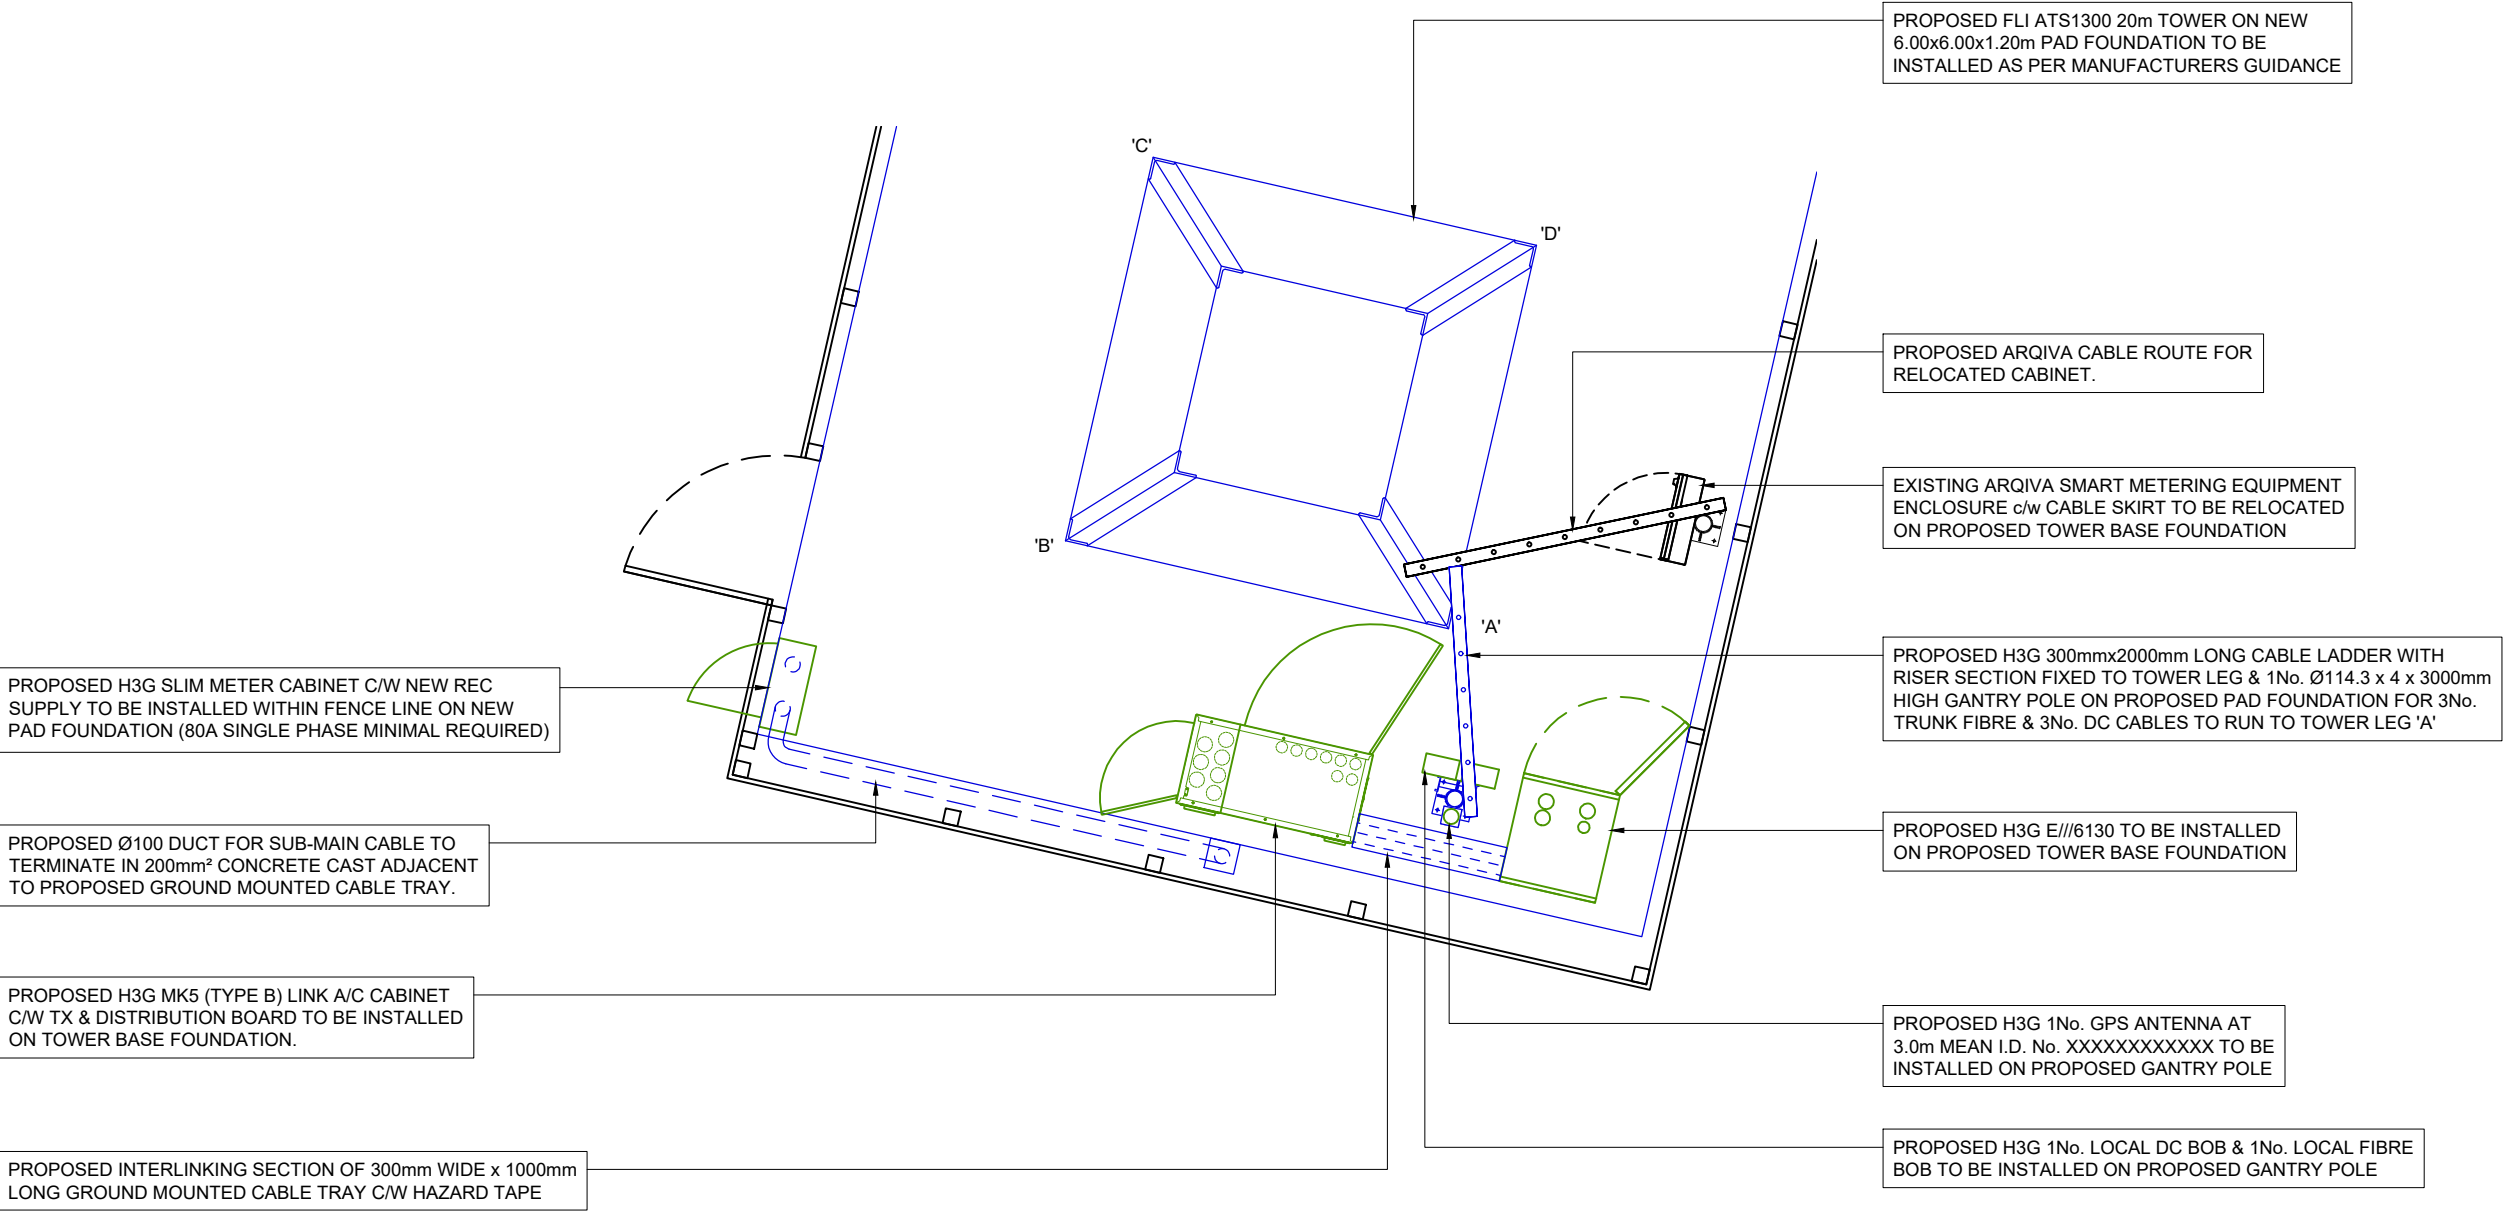 PROPOSED FLI ATS1300 20m TOWER ON NEW
6.00x6.00x1.20m PAD FOUNDATION TO BE
INSTALLED AS PER MANUFACTURERS GUIDANCE
'C'
'D'
'B'
'A'
PROPOSED ARQIVA CABLE ROUTE FOR
RELOCATED CABINET.
EXISTING ARQIVA SMART METERING EQUIPMENT
ENCLOSURE c/w CABLE SKIRT TO BE RELOCATED
ON PROPOSED TOWER BASE FOUNDATION
PROPOSED H3G 300mmx2000mm LONG CABLE LADDER WITH
RISER SECTION FIXED TO TOWER LEG & 1No. Ø114.3 x 4 x 3000mm
HIGH GANTRY POLE ON PROPOSED PAD FOUNDATION FOR 3No.
TRUNK FIBRE & 3No. DC CABLES TO RUN TO TOWER LEG 'A'
PROPOSED H3G E///6130 TO BE INSTALLED
ON PROPOSED TOWER BASE FOUNDATION
PROPOSED H3G 1No. GPS ANTENNA AT
3.0m MEAN I.D. No. XXXXXXXXXXXX TO BE
INSTALLED ON PROPOSED GANTRY POLE
PROPOSED H3G 1No. LOCAL DC BOB & 1No. LOCAL FIBRE
BOB TO BE INSTALLED ON PROPOSED GANTRY POLE
PROPOSED H3G SLIM METER CABINET C/W NEW REC
SUPPLY TO BE INSTALLED WITHIN FENCE LINE ON NEW
PAD FOUNDATION (80A SINGLE PHASE MINIMAL REQUIRED)
PROPOSED Ø100 DUCT FOR SUB-MAIN CABLE TO
TERMINATE IN 200mm² CONCRETE CAST ADJACENT
TO PROPOSED GROUND MOUNTED CABLE TRAY.
PROPOSED H3G MK5 (TYPE B) LINK A/C CABINET
C/W TX & DISTRIBUTION BOARD TO BE INSTALLED
ON TOWER BASE FOUNDATION.
PROPOSED INTERLINKING SECTION OF 300mm WIDE x 1000mm
LONG GROUND MOUNTED CABLE TRAY C/W HAZARD TAPE